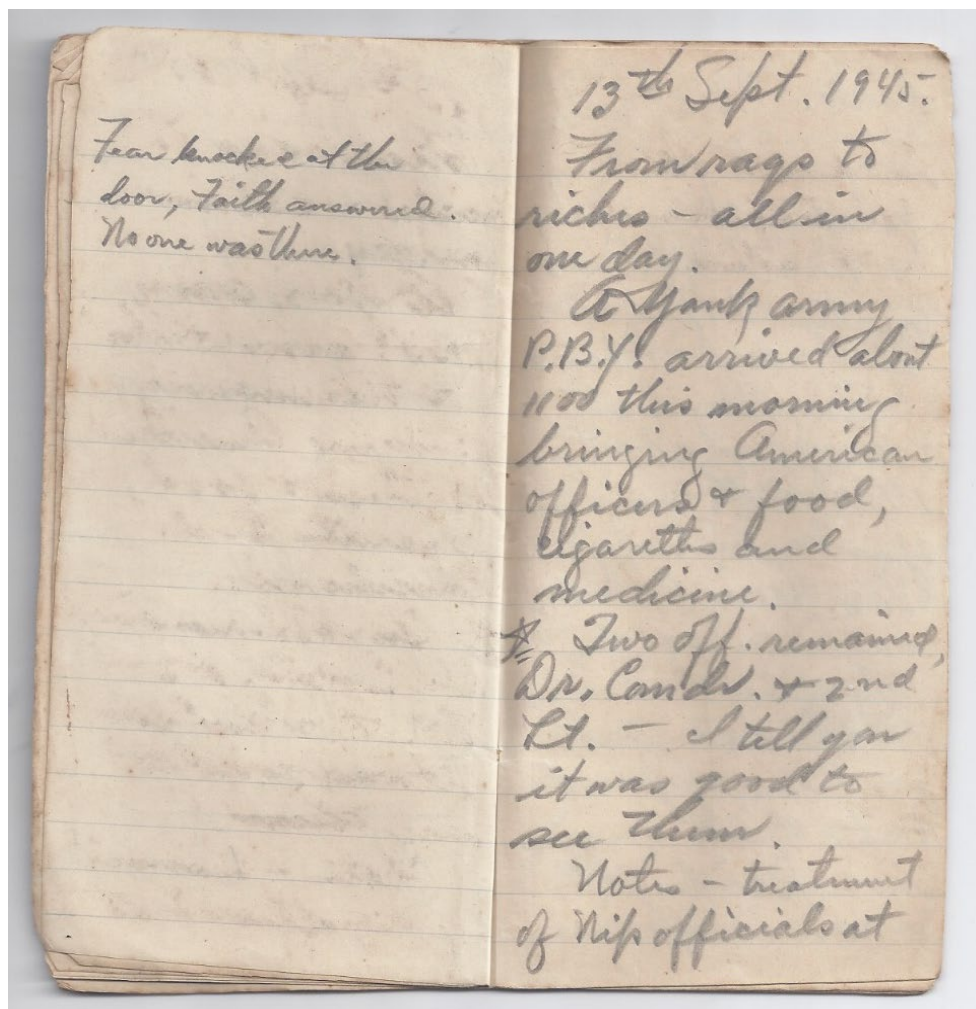 Fear knocked at the
door, Faith answered.
No one was there.
13th Sept. 1945.
From rags to
riches - all in
one day.
A Yank army
P.B.Y. arrived about
1100 this morning
bringing American
officers & food,
cigarettes and
medicine.
Two off. remained,
Dr. Comdr. & 2nd
Lt. - I tell you
it was good to
see them.
Notes - treatment
of Nip officials at